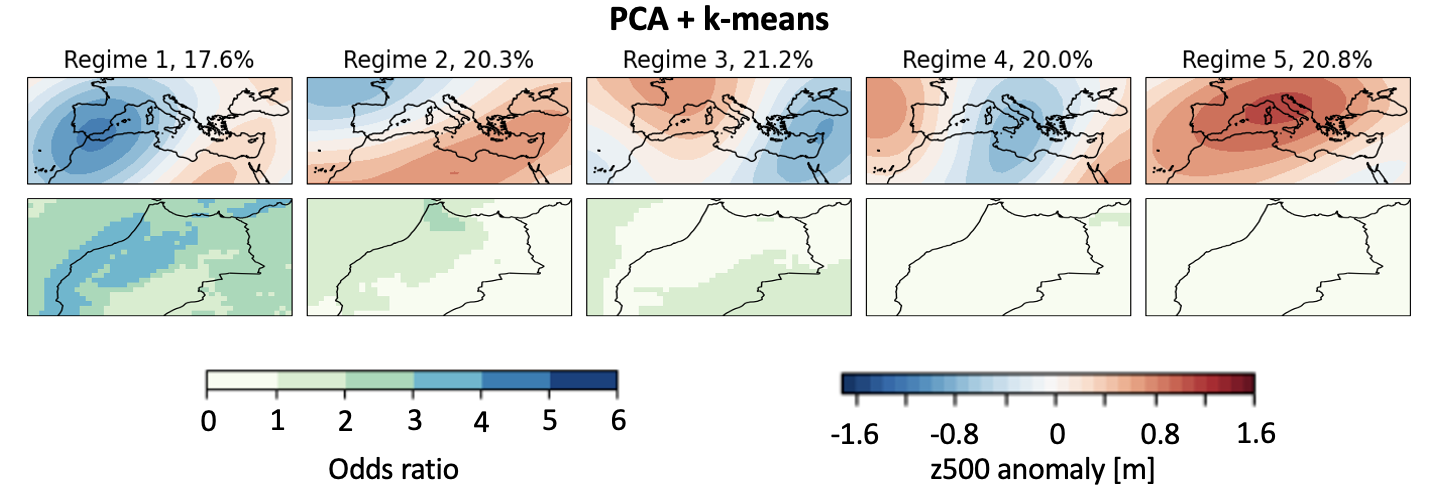 PCA + k-means
Regime 1, 17.6%
Regime 2, 20.3%
Regime 3, 21.2%
Regime 4, 20.0%
Regime 5, 20.8%
0 1 2 3 4 5 6
Odds ratio
-1.6 -0.8 0 0.8 1.6
z500 anomaly [m]